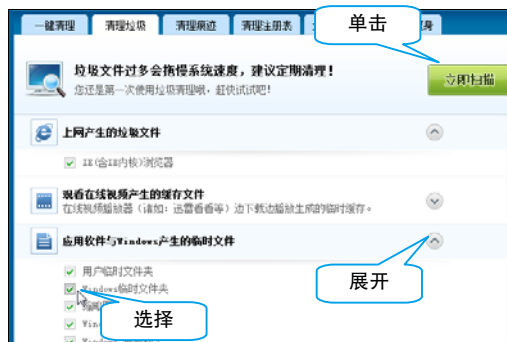 一键清理 清理垃圾 清理痕迹 清理注册表 单击 身
垃圾文件过多会拖慢系统速度，建议定期清理！
您还是第一次使用垃圾清理哦，赶快试试吧！
立即扫描
上网产生的垃圾文件
IE(含IE内核)浏览器
观看在线视频产生的缓存文件
在线视频播放器（诸如：迅雷看看等）边下载边播放生成的临时缓存。
应用软件与Windows产生的临时文件
用户临时文件夹
Windows临时文件夹
展开
选择